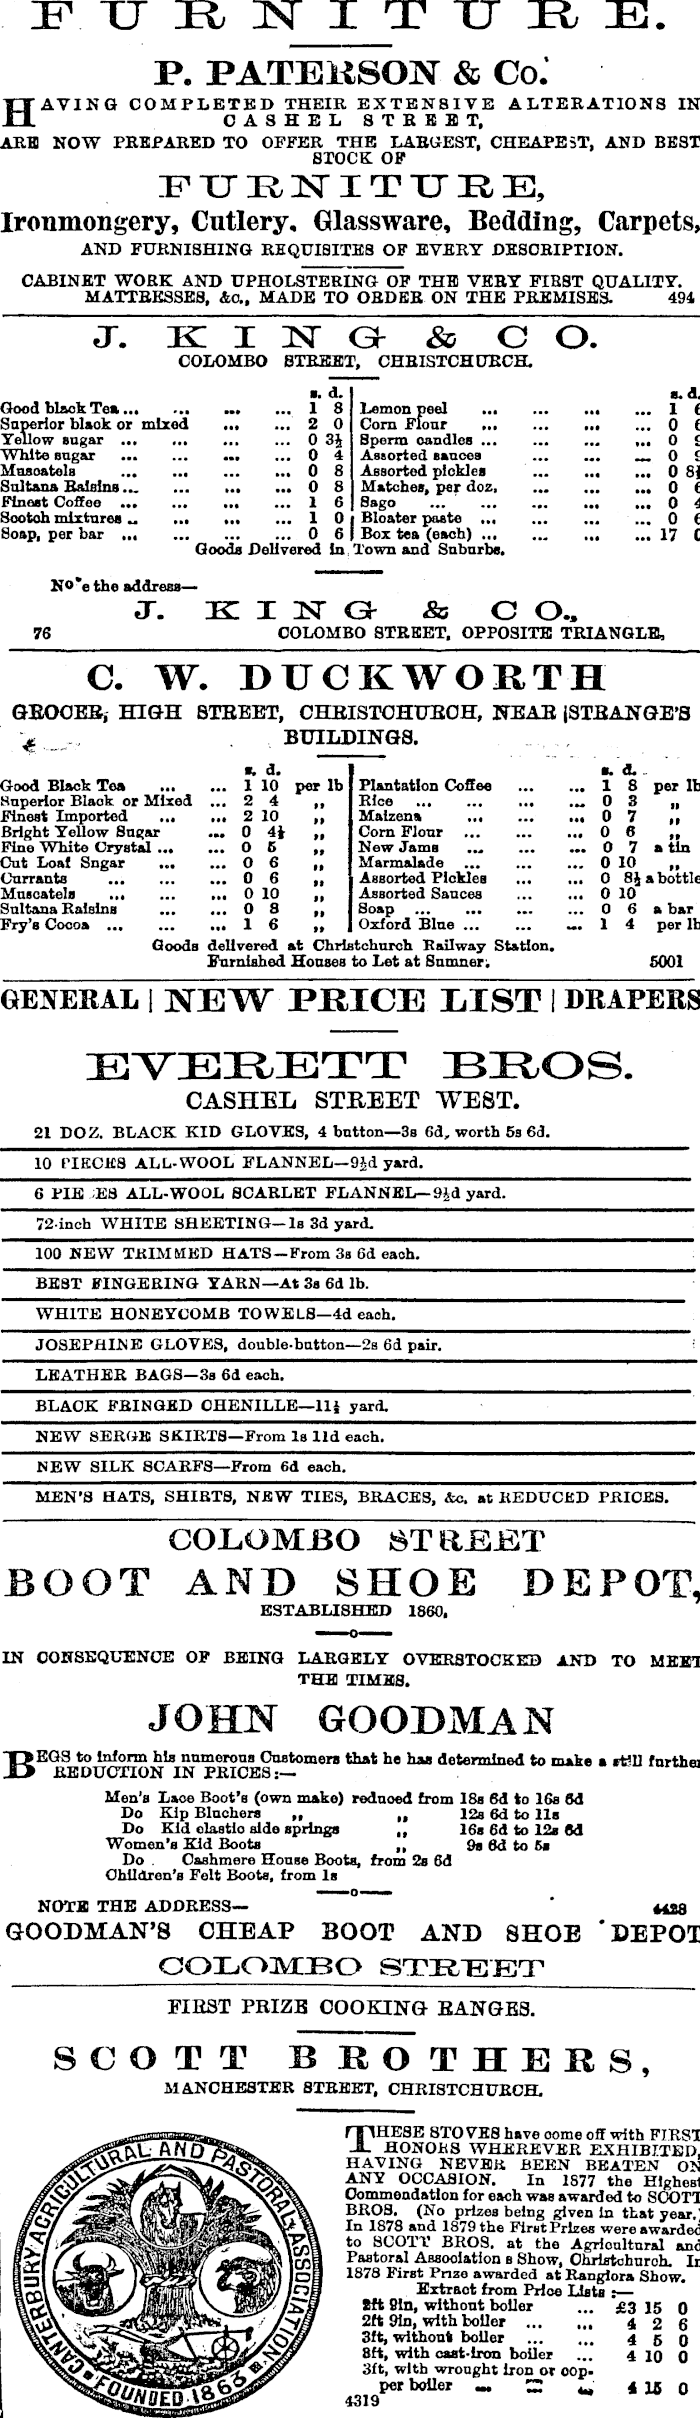 FURNITURE.
P. PATERSON & Co.
HAVING COMPLETED THEIR EXTENSIVE ALTERATIONS IN
CASHEL STREET,
ARE NOW PREPARED TO OFFER THE LARGEST, CHEAPEST, AND BEST
STOCK OF
FURNITURE,
Ironmongery, Cutlery, Glassware, Bedding, Carpets,
AND FURNISHING REQUISITES OF EVERY DESCRIPTION.
CABINET WORK AND UPHOLSTERING OF THE VERY FIRST QUALITY.
MATTRESSES, &c., MADE TO ORDER ON THE PREMISES. 494
J. KING & CO.
COLOMBO STREET, CHRISTCHURCH.
s. d.
Good black Tea ... ... ... ... 1 8
Superior black or mixed ... ... ... 2 0
Yellow sugar ... ... ... ... 0 3½
White sugar ... ... ... ... 0 4
Muscatels ... ... ... ... 0 8
Sultana Raisins ... ... ... ... 0 8
Finest Coffee ... ... ... ... 1 6
Scotch mixtures .. ... ... ... 1 0
Soap, per bar ... ... ... ... 0 6
s. d.
Lemon peel ... ... ... ... 1
Corn Flour ... ... ... ... 0
Sperm candles ... ... ... ... 0
Assorted sauces ... ... ... 0
Assorted pickles ... ... ... 0 8½
Matches, per doz. ... ... ... 0
Sago ... ... ... ... 0
Bloater paste ... ... ... ... 0
Box tea (each) ... ... ... ... 17
Goods Delivered in Town and Suburbs.
No'e the address—
J. KING & CO.,
76 COLOMBO STREET, OPPOSITE TRIANGLE,
C. W. DUCKWORTH
GROCER, HIGH STREET, CHRISTCHURCH, NEAR STRANGE'S
BUILDINGS.
s. d.
Good Black Tea ... ... 1 10 per lb
Superior Black or Mixed ... 2 4 ,,
Finest Imported ... ... 2 10 ,,
Bright Yellow Sugar ... 0 4½ ,,
Fine White Crystal ... ... 0 5 ,,
Cut Loaf Sugar ... ... 0 6 ,,
Currants ... ... ... 0 6 ,,
Muscatels ... ... ... 0 10 ,,
Sultana Raisins ... ... 0 8 ,,
Fry's Cocoa ... ... ... 1 6 ,,
s. d.
Plantation Coffee ... ... 1 8 per lb
Rice ... ... ... ... 0 3 ,,
Maizena ... ... ... 0 7 ,,
Corn Flour ... ... ... 0 6 ,,
New Jams ... ... ... 0 7 a tin
Marmalade ... ... ... 0 10 ,,
Assorted Pickles ... ... 0 8½ a bottle
Assorted Sauces ... ... 0 10
Soap ... ... ... ... 0 6 a bar
Oxford Blue ... ... ... 1 4 per lb
Goods delivered at Christchurch Railway Station.
Furnished Houses to Let at Sumner. 5001
GENERAL | NEW PRICE LIST | DRAPERS
EVERETT BROS.
CASHEL STREET WEST.
21 DOZ. BLACK KID GLOVES, 4 button—3s 6d, worth 5s 6d.
10 PIECES ALL-WOOL FLANNEL—9½d yard.
6 PIE ES ALL-WOOL SCARLET FLANNEL—9½d yard.
72-inch WHITE SHEETING—1s 3d yard.
100 NEW TRIMMED HATS—From 3s 6d each.
BEST FINGERING YARN—At 3s 6d lb.
WHITE HONEYCOMB TOWELS—4d each.
JOSEPHINE GLOVES, double-button—2s 6d pair.
LEATHER BAGS—3s 6d each.
BLACK FRINGED CHENILLE—11½ yard.
NEW SERGE SKIRTS—From 1s 11d each.
NEW SILK SCARFS—From 6d each.
MEN'S HATS, SHIRTS, NEW TIES, BRACES, &c. at REDUCED PRICES.
COLOMBO STREET
BOOT AND SHOE DEPOT,
ESTABLISHED 1860.
IN CONSEQUENCE OF BEING LARGELY OVERSTOCKED AND TO MEET
THE TIMES.
JOHN GOODMAN
BEGS to inform his numerous Customers that he has determined to make a still further
REDUCTION IN PRICES:—
Men's Lace Boot's (own make) reduced from 18s 6d to 16s 6d
Do Kip Bluchers ,, ,, 12s 6d to 11s
Do Kid elastic side springs ,, 16s 6d to 12s 6d
Women's Kid Boots ,, 9s 6d to 5s
Do . Cashmere House Boots, from 2s 6d
Children's Felt Boots, from 1s
NOTE THE ADDRESS— 4428
GOODMAN'S CHEAP BOOT AND SHOE DEPOT
COLOMBO STREET
FIRST PRIZE COOKING RANGES.
SCOTT BROTHERS,
MANCHESTER STREET, CHRISTCHURCH.
CANTERBURY AGRICULTURAL AND PASTORAL ASSOCIATION
FOUNDED 1863
THESE STOVES have come off with FIRST
HONORS WHEREVER EXHIBITED,
HAVING NEVER BEEN BEATEN ON
ANY OCCASION. In 1877 the Highest
Commendation for each was awarded to SCOTT
BROS. (No prizes being given in that year.)
In 1878 and 1879 the First Prizes were awarded
to SCOTT BROS. at the Agricultural and
Pastoral Association s Show, Christchurch. In
1878 First Prize awarded at Rangiora Show.
Extract from Price Lists :—
2ft 9in, without boiler ... £3 15 0
2ft 9in, with boiler ... ... 4 2 6
3ft, without boiler ... ... 4 5 0
3ft, with cast-iron boiler ... 4 10 0
3ft, with wrought iron or cop-
per boiler ... ... ... 4 15 0
4319